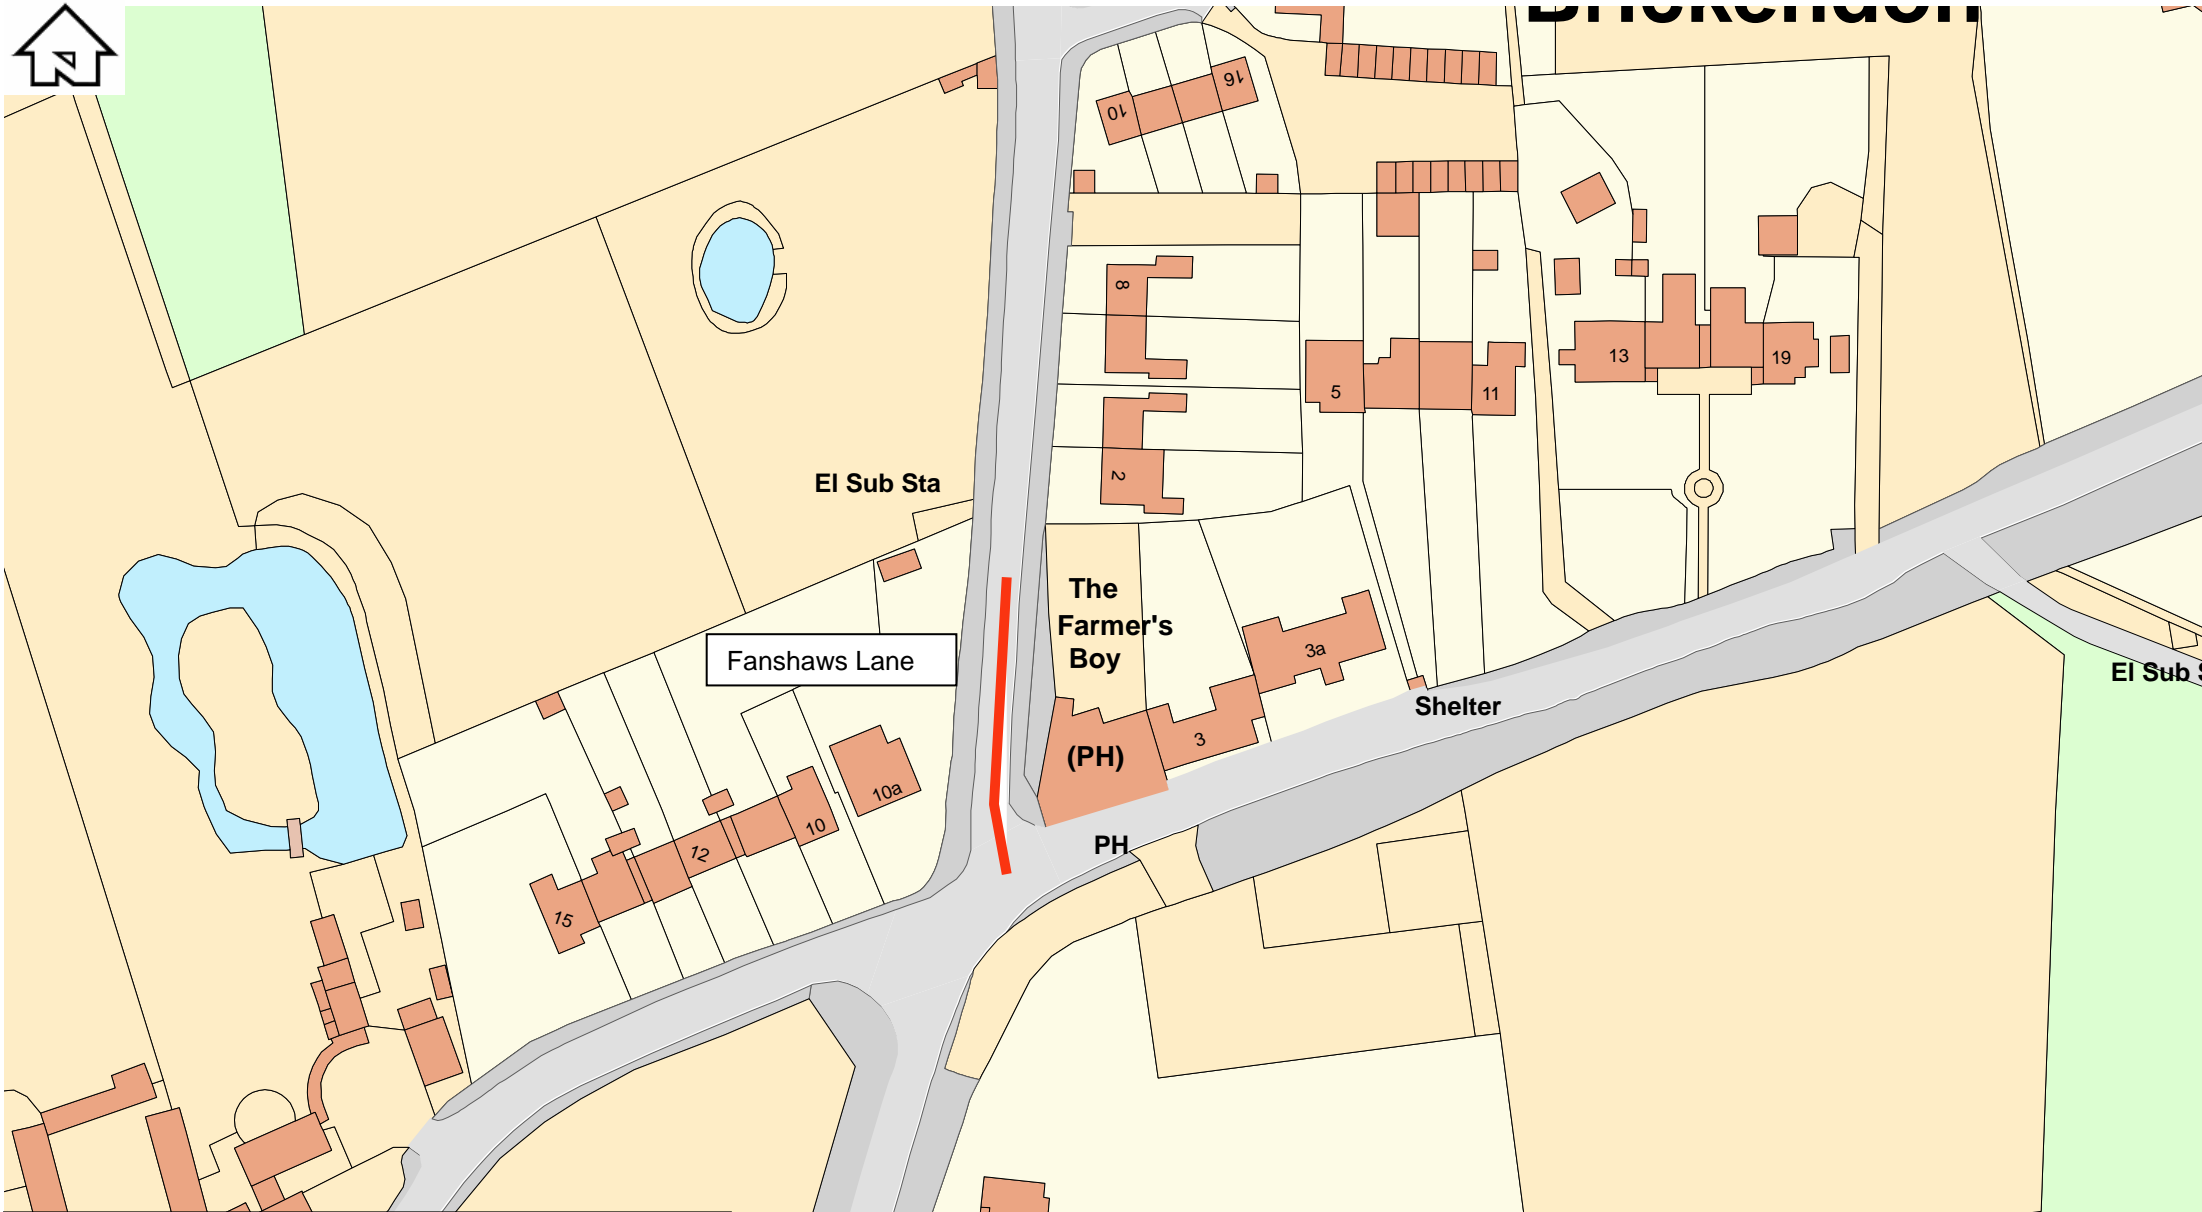 Brickendon
16
10
8
13
19
5
11
2
El Sub Sta
The
Farmer's
Boy
3a
Fanshaws Lane
El Sub S
Shelter
3
(PH)
10a
10
PH
12
15